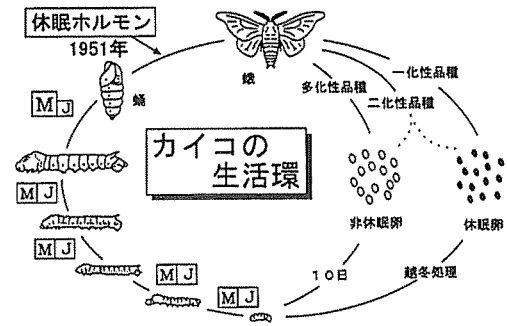 休眠ホルモン
1951年
蛾
一化性品種
多化性品種
二化性品種
蛹
M J
カイコの
生活環
M J
非休眠卵
休眠卵
M J
M J
10日
越冬処理
M J